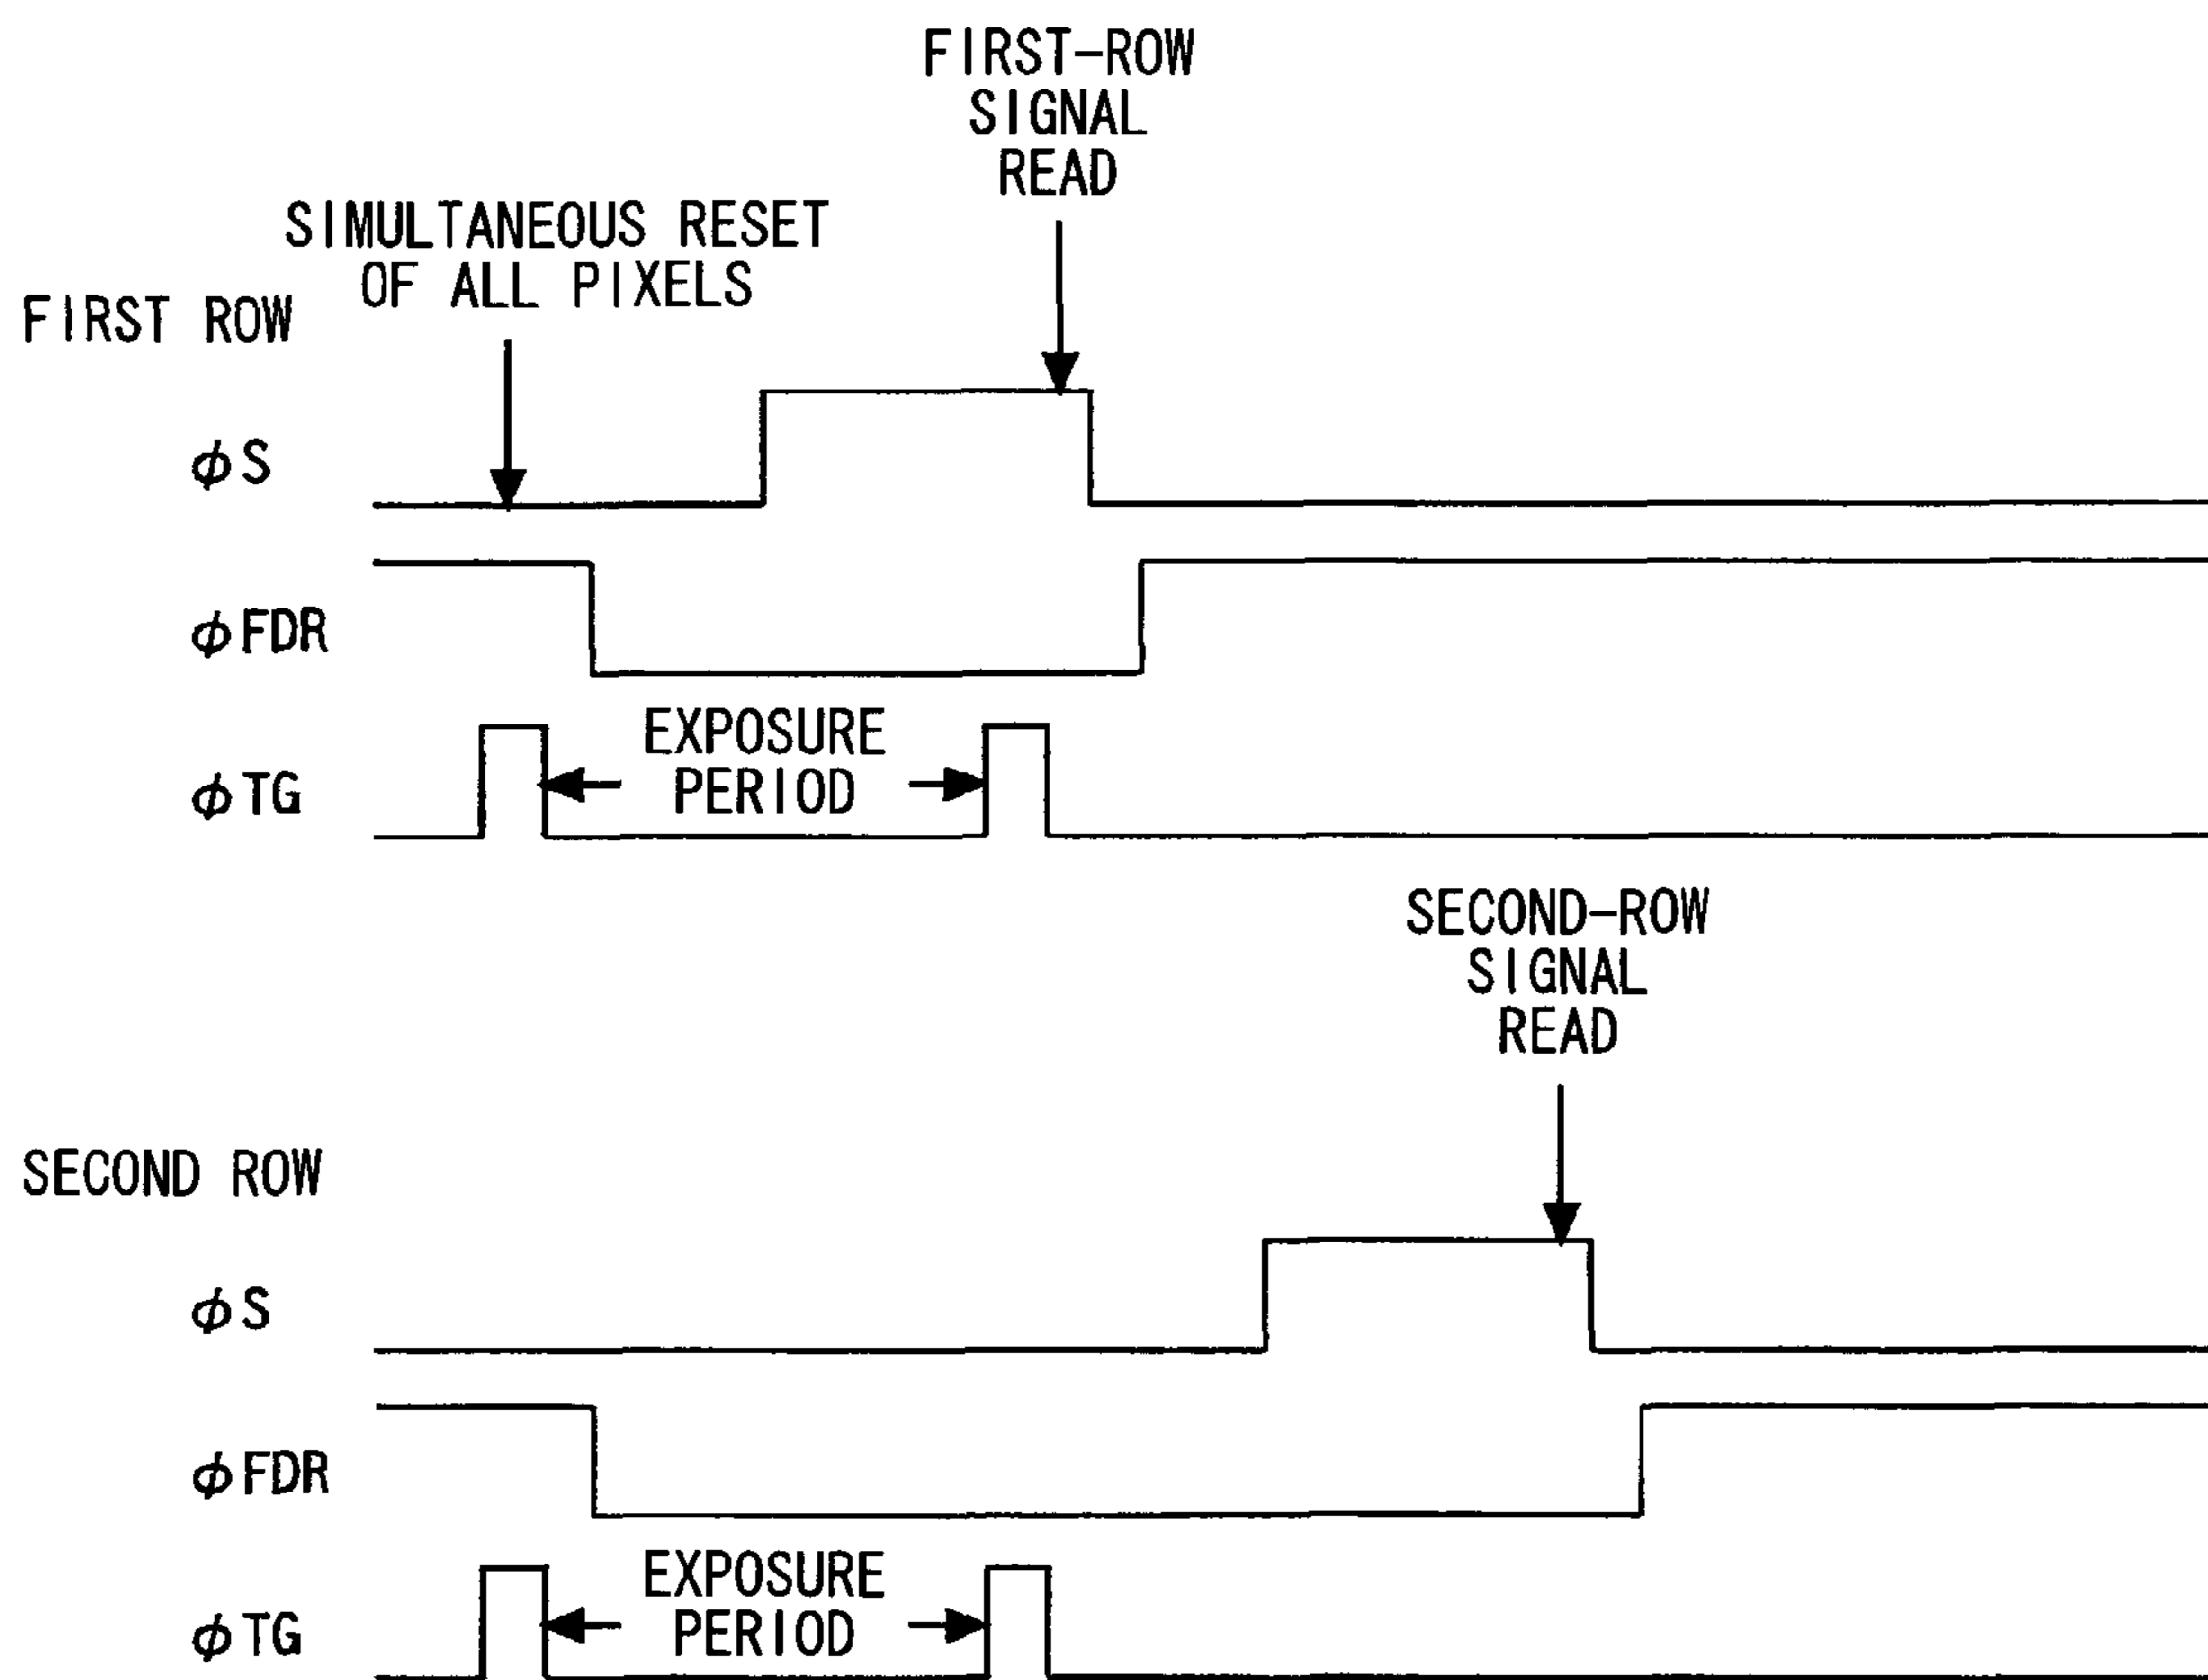 FIRST-ROW
SIGNAL
READ
SIMULTANEOUS RESET
OF ALL PIXELS
FIRST ROW
φS
φFDR
EXPOSURE
PERIOD
φTG
SECOND-ROW
SIGNAL
READ
SECOND ROW
φS
φFDR
EXPOSURE
PERIOD
φTG